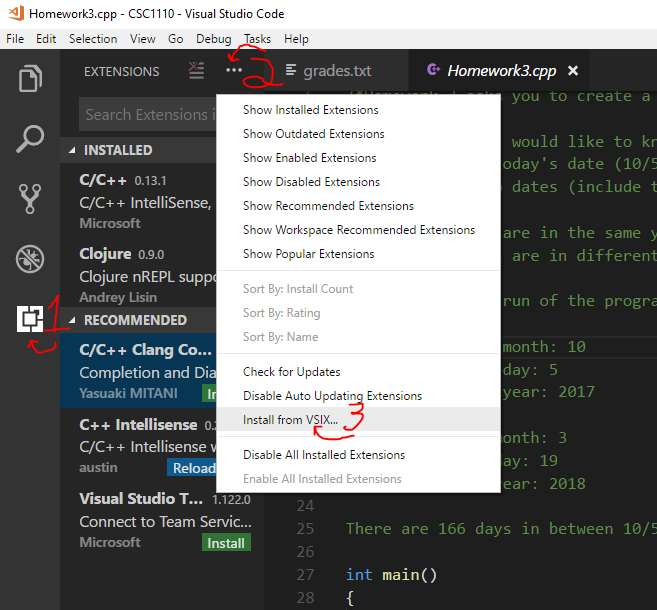 Homework3.cpp - CSC1110 - Visual Studio Code
File Edit Selection View Go Debug Tasks Help
EXTENSIONS ... 2 grades.txt Homework3.cpp ×
you to create a
Search Extensions i
Show Installed Extensions
Show Outdated Extensions
Show Enabled Extensions
Show Disabled Extensions
Show Recommended Extensions
Show Workspace Recommended Extensions
Show Popular Extensions
Sort By: Install Count
Sort By: Rating
Sort By: Name
Check for Updates
Disable Auto Updating Extensions
Install from VSIX... 3
Disable All Installed Extensions
Enable All Installed Extensions
INSTALLED
C/C++ 0.13.1
C/C++ IntelliSense,
Microsoft
Clojure 0.9.0
Clojure nREPL suppo
Andrey Lisin
1
RECOMMENDED
C/C++ Clang Co...
Completion and Dia
Yasuaki MITANI In
C++ Intellisense 0.2
C/C++ Intellisense w
austin Reload
Visual Studio T... 1.122.0
Connect to Team Servic...
Microsoft Install
would like to kn
oday's date (10/5
dates (include t
are in the same y
are in different
run of the progra
month: 10
day: 5
year: 2017
month: 3
day: 19
year: 2018
24
25 There are 166 days in between 10/5
26
27 int main()
28 {